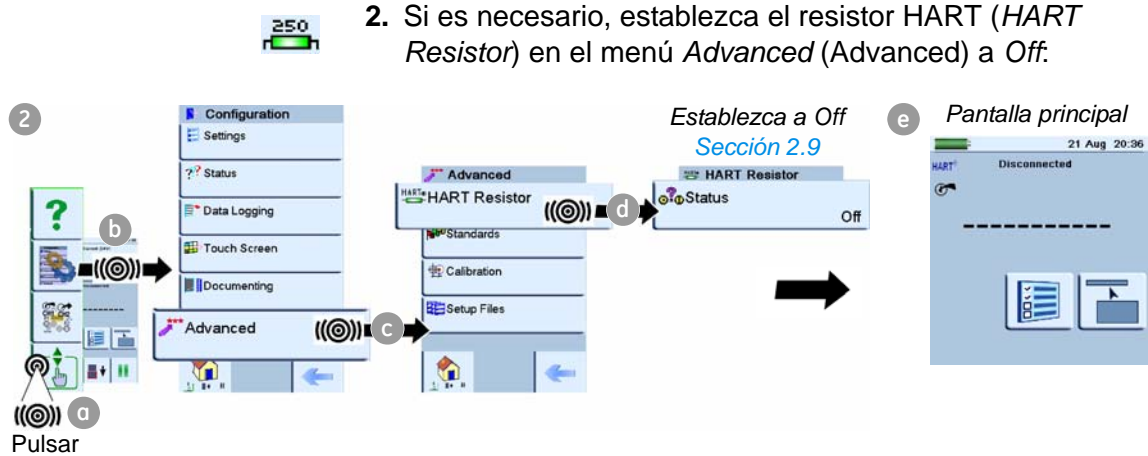 250
2. Si es necesario, establezca el resistor HART (HART
Resistor) en el menú Advanced (Advanced) a Off:
2
Configuration
Settings
Status
Data Logging
Touch Screen
Documenting
Advanced
a
Pulsar
b
c
Advanced
HART Resistor
Standards
Calibration
Setup Files
d
Establezca a Off
Sección 2.9
HART Resistor
Status
Off
e
Pantalla principal
21 Aug 20:36
HART
Disconnected
-----------